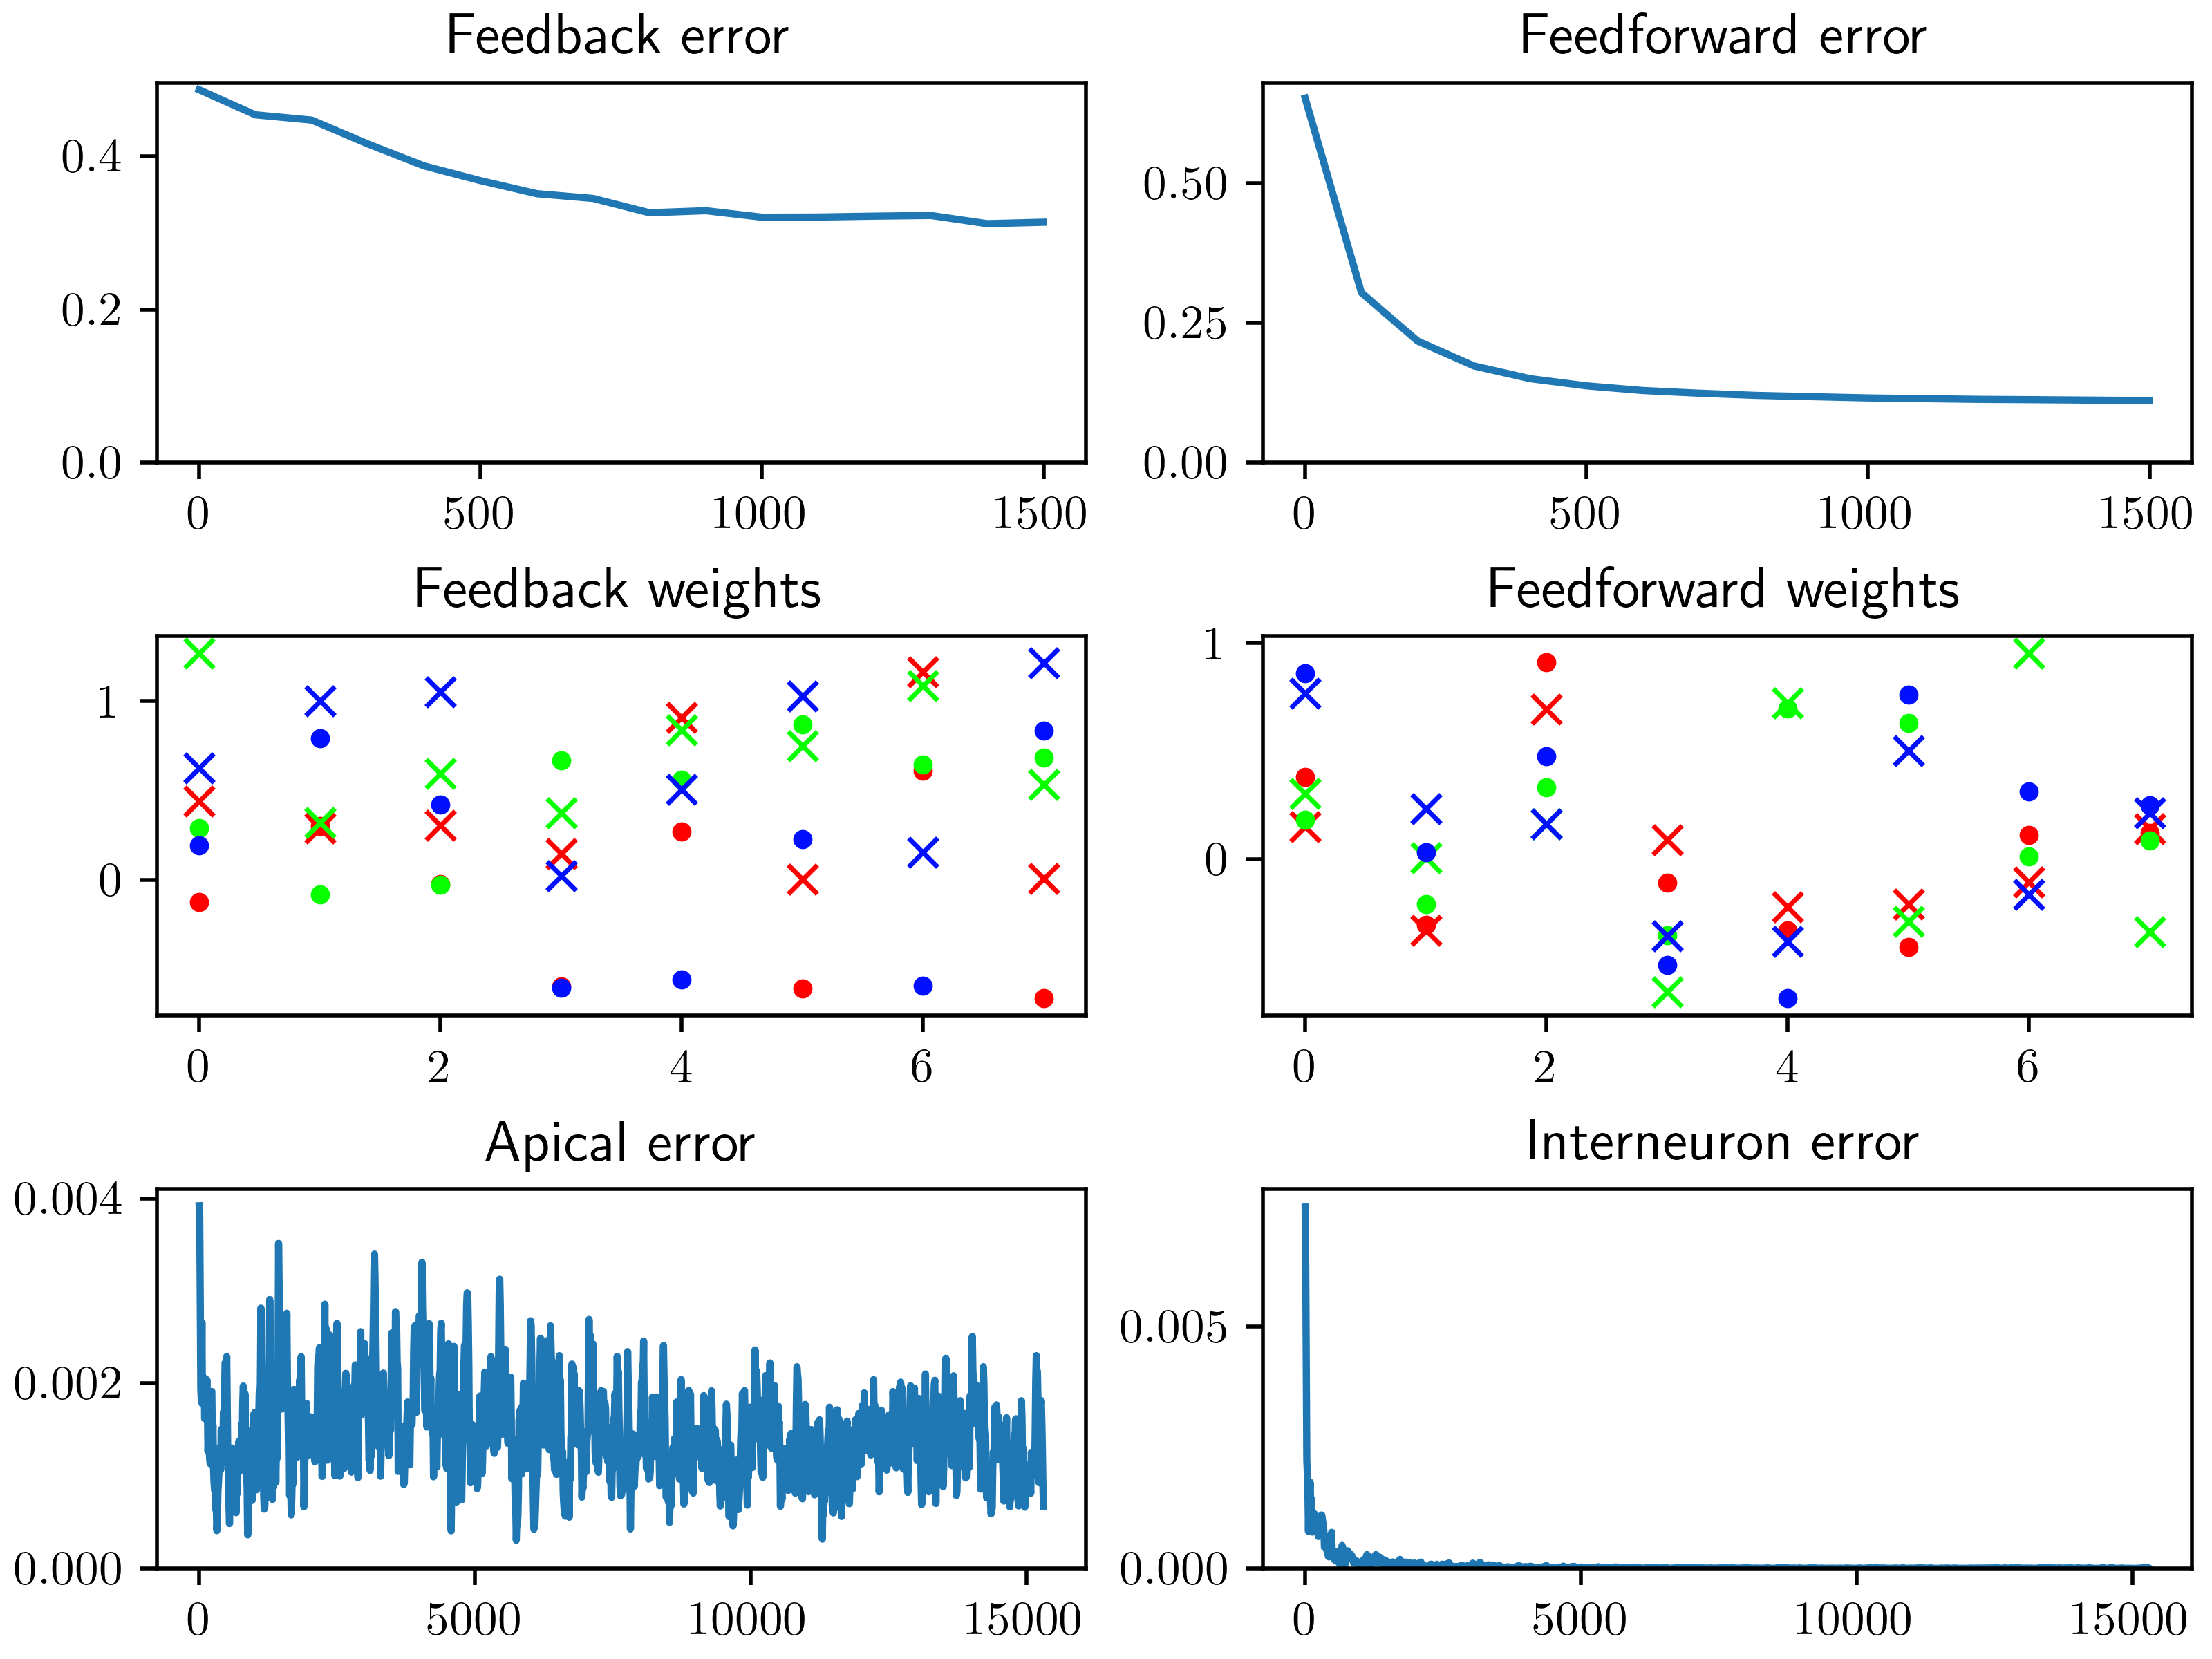 Feedback error
Feedforward error
0.4
0.2
0.0
0 500 1000 1500
0.50
0.25
0.00
0 500 1000 1500
Feedback weights
Feedforward weights
1
0
0 2 4 6
1
0
0 2 4 6
Apical error
Interneuron error
0.004
0.002
0.000
0 5000 10000 15000
0.005
0.000
0 5000 10000 15000